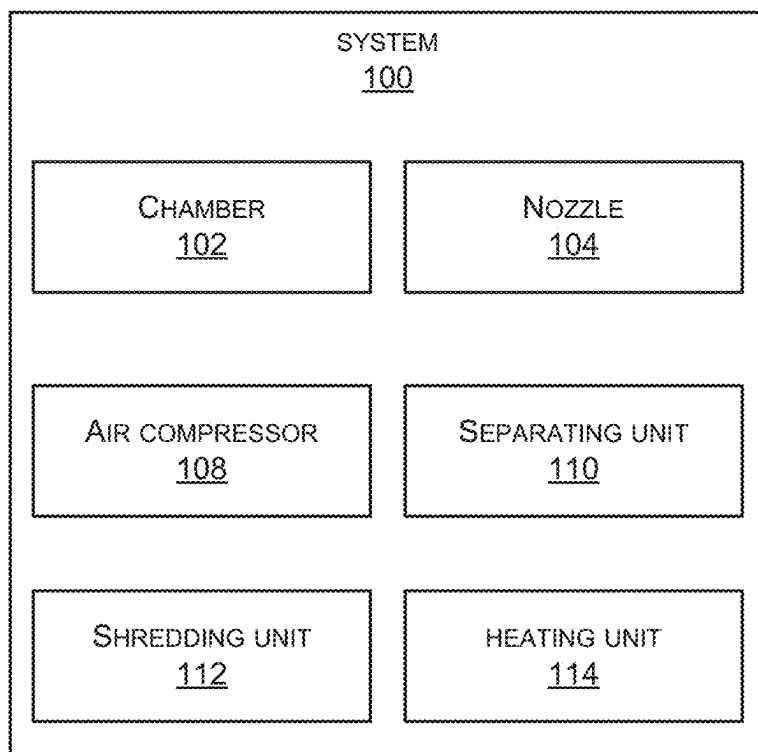 SYSTEM
100
CHAMBER
102
NOZZLE
104
AIR COMPRESSOR
108
SEPARATING UNIT
110
SHREDDING UNIT
112
HEATING UNIT
114